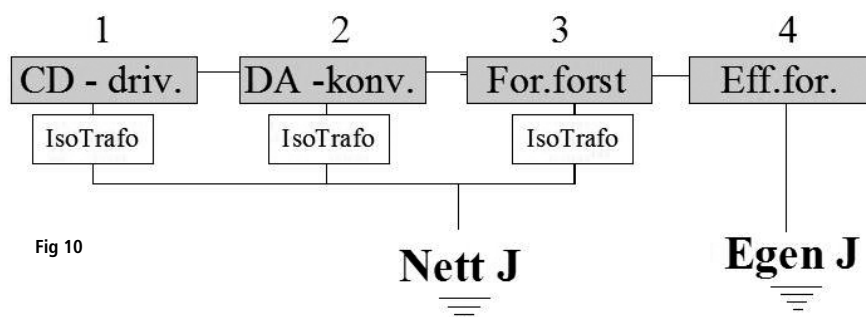 1 2 3 4
CD - driv. DA -konv. For.forst Eff.for.
IsoTrafo IsoTrafo IsoTrafo
Fig 10
Nett J
Egen J